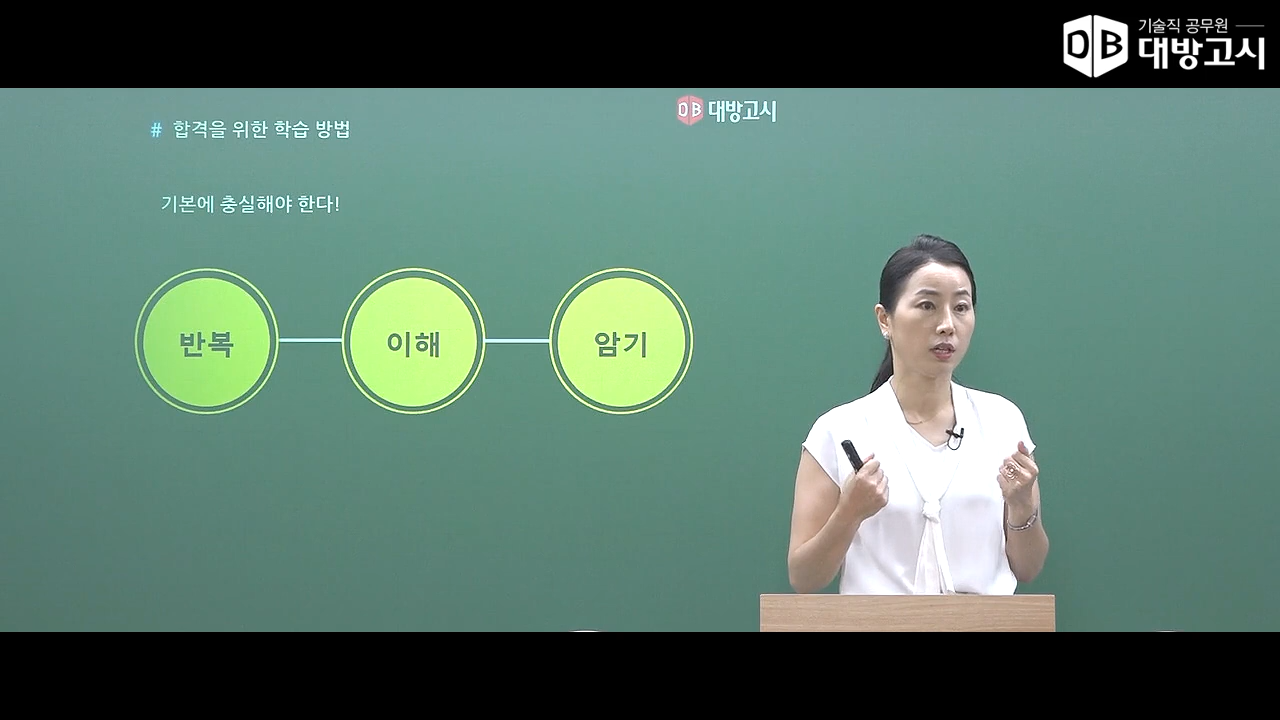 기술직 공무원
DB 대방고시
DB 대방고시
# 합격을 위한 학습 방법
기본에 충실해야 한다!
반복 이해 암기